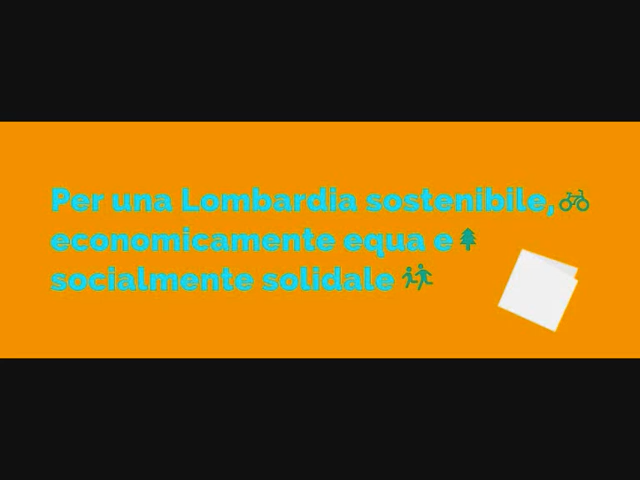 Per una Lombardia sostenibile,
economicamente equa e
socialmente solidale